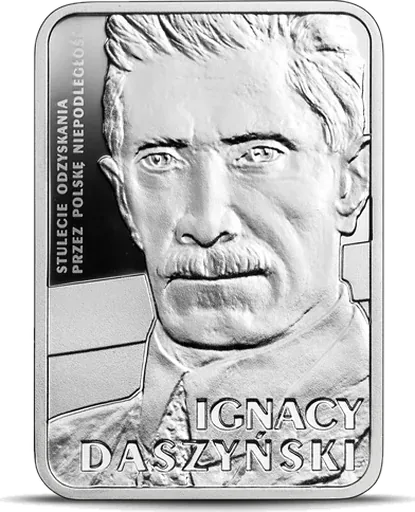 STULECIE ODZYSKANIA
PRZEZ POLSKĘ NIEPODLEGŁOŚCI
IGNACY
DASZYŃSKI